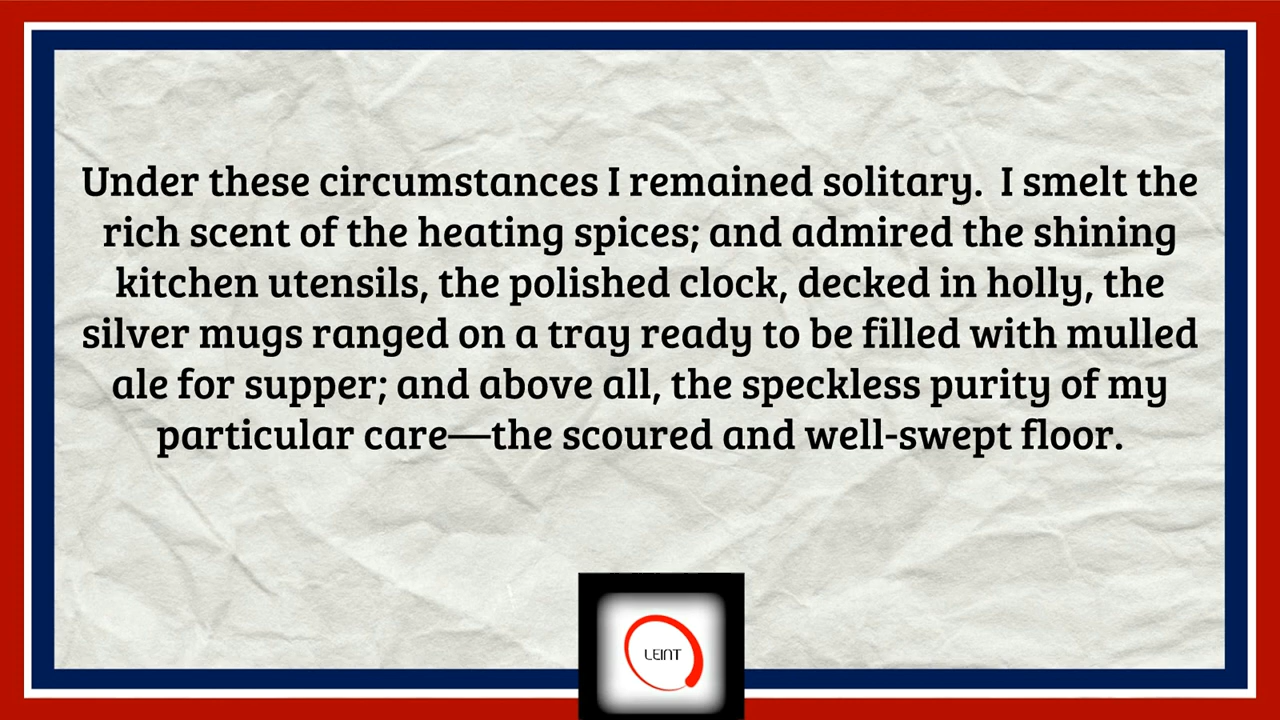 Under these circumstances I remained solitary.  I smelt the
rich scent of the heating spices; and admired the shining
kitchen utensils, the polished clock, decked in holly, the
silver mugs ranged on a tray ready to be filled with mulled
ale for supper; and above all, the speckless purity of my
particular care—the scoured and well-swept floor.
LEINT